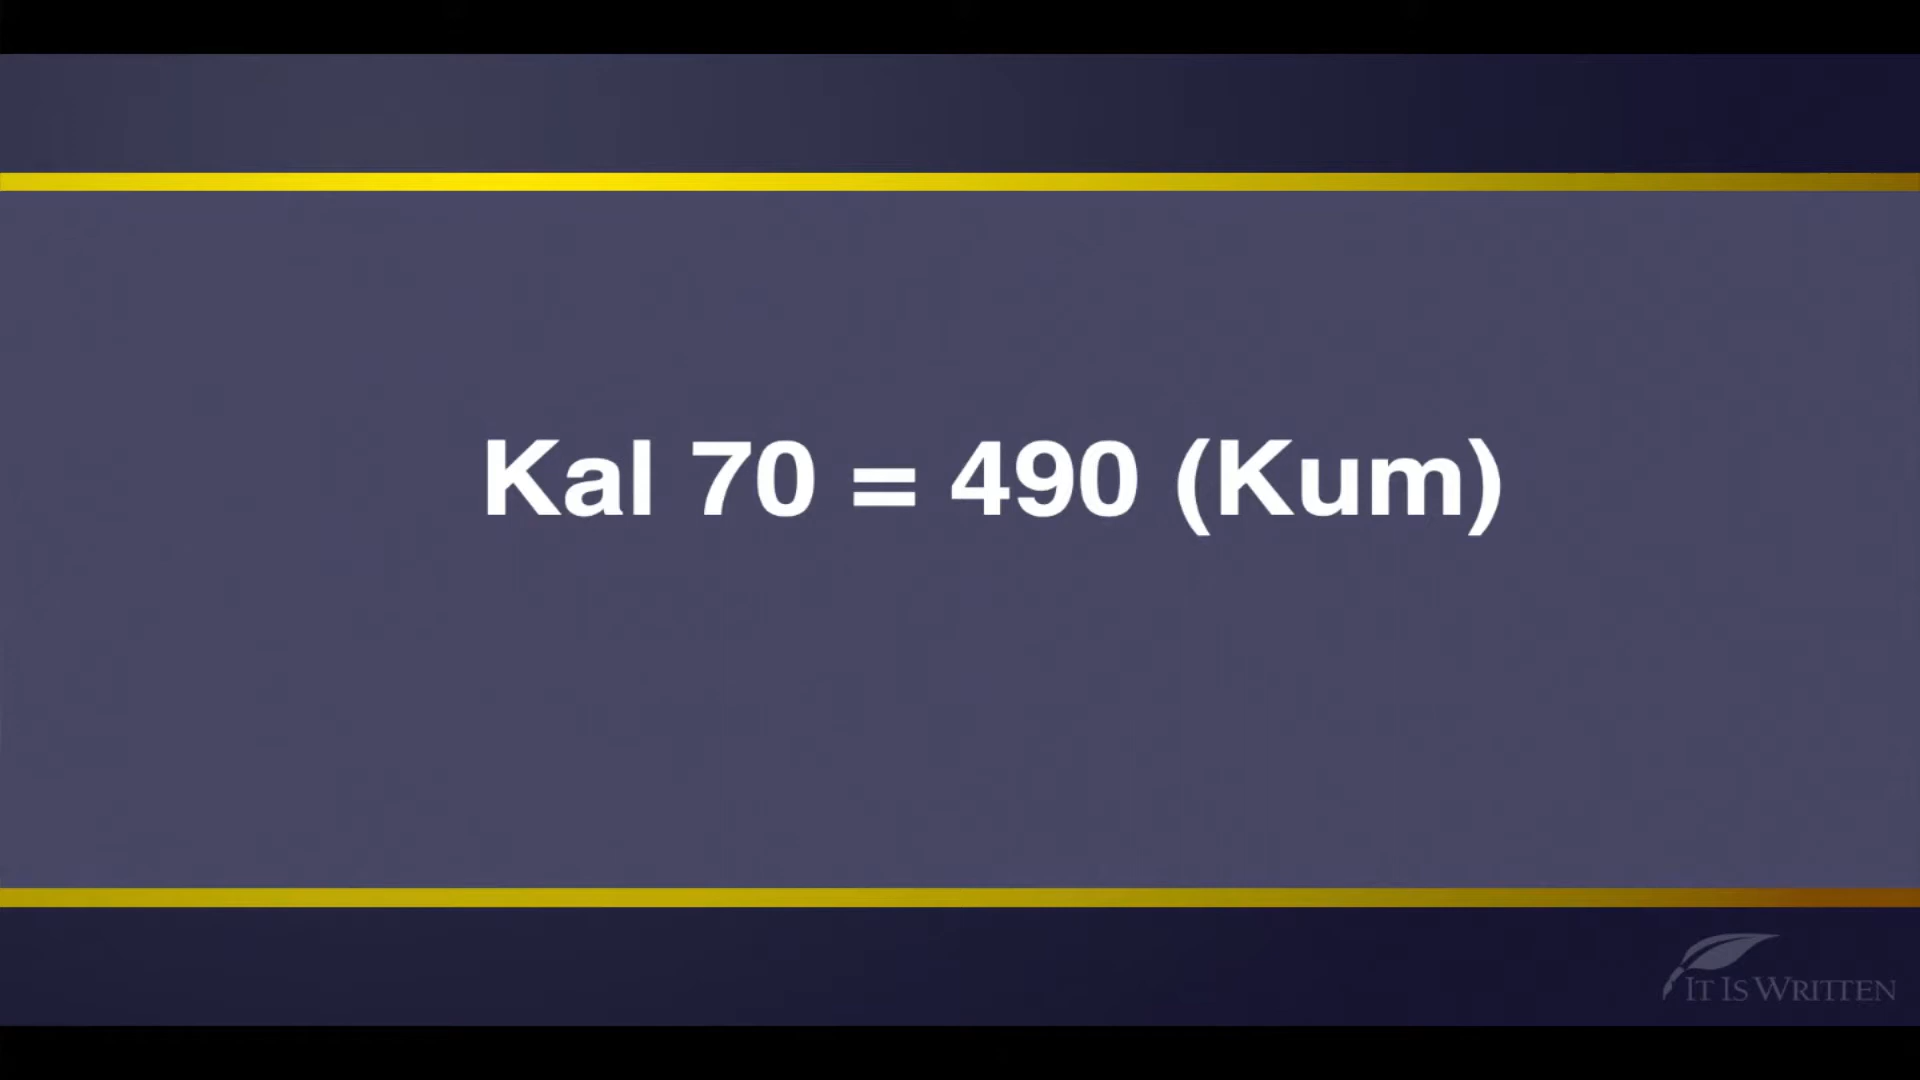 Kal 70 = 490 (Kum)
IT IS WRITTEN